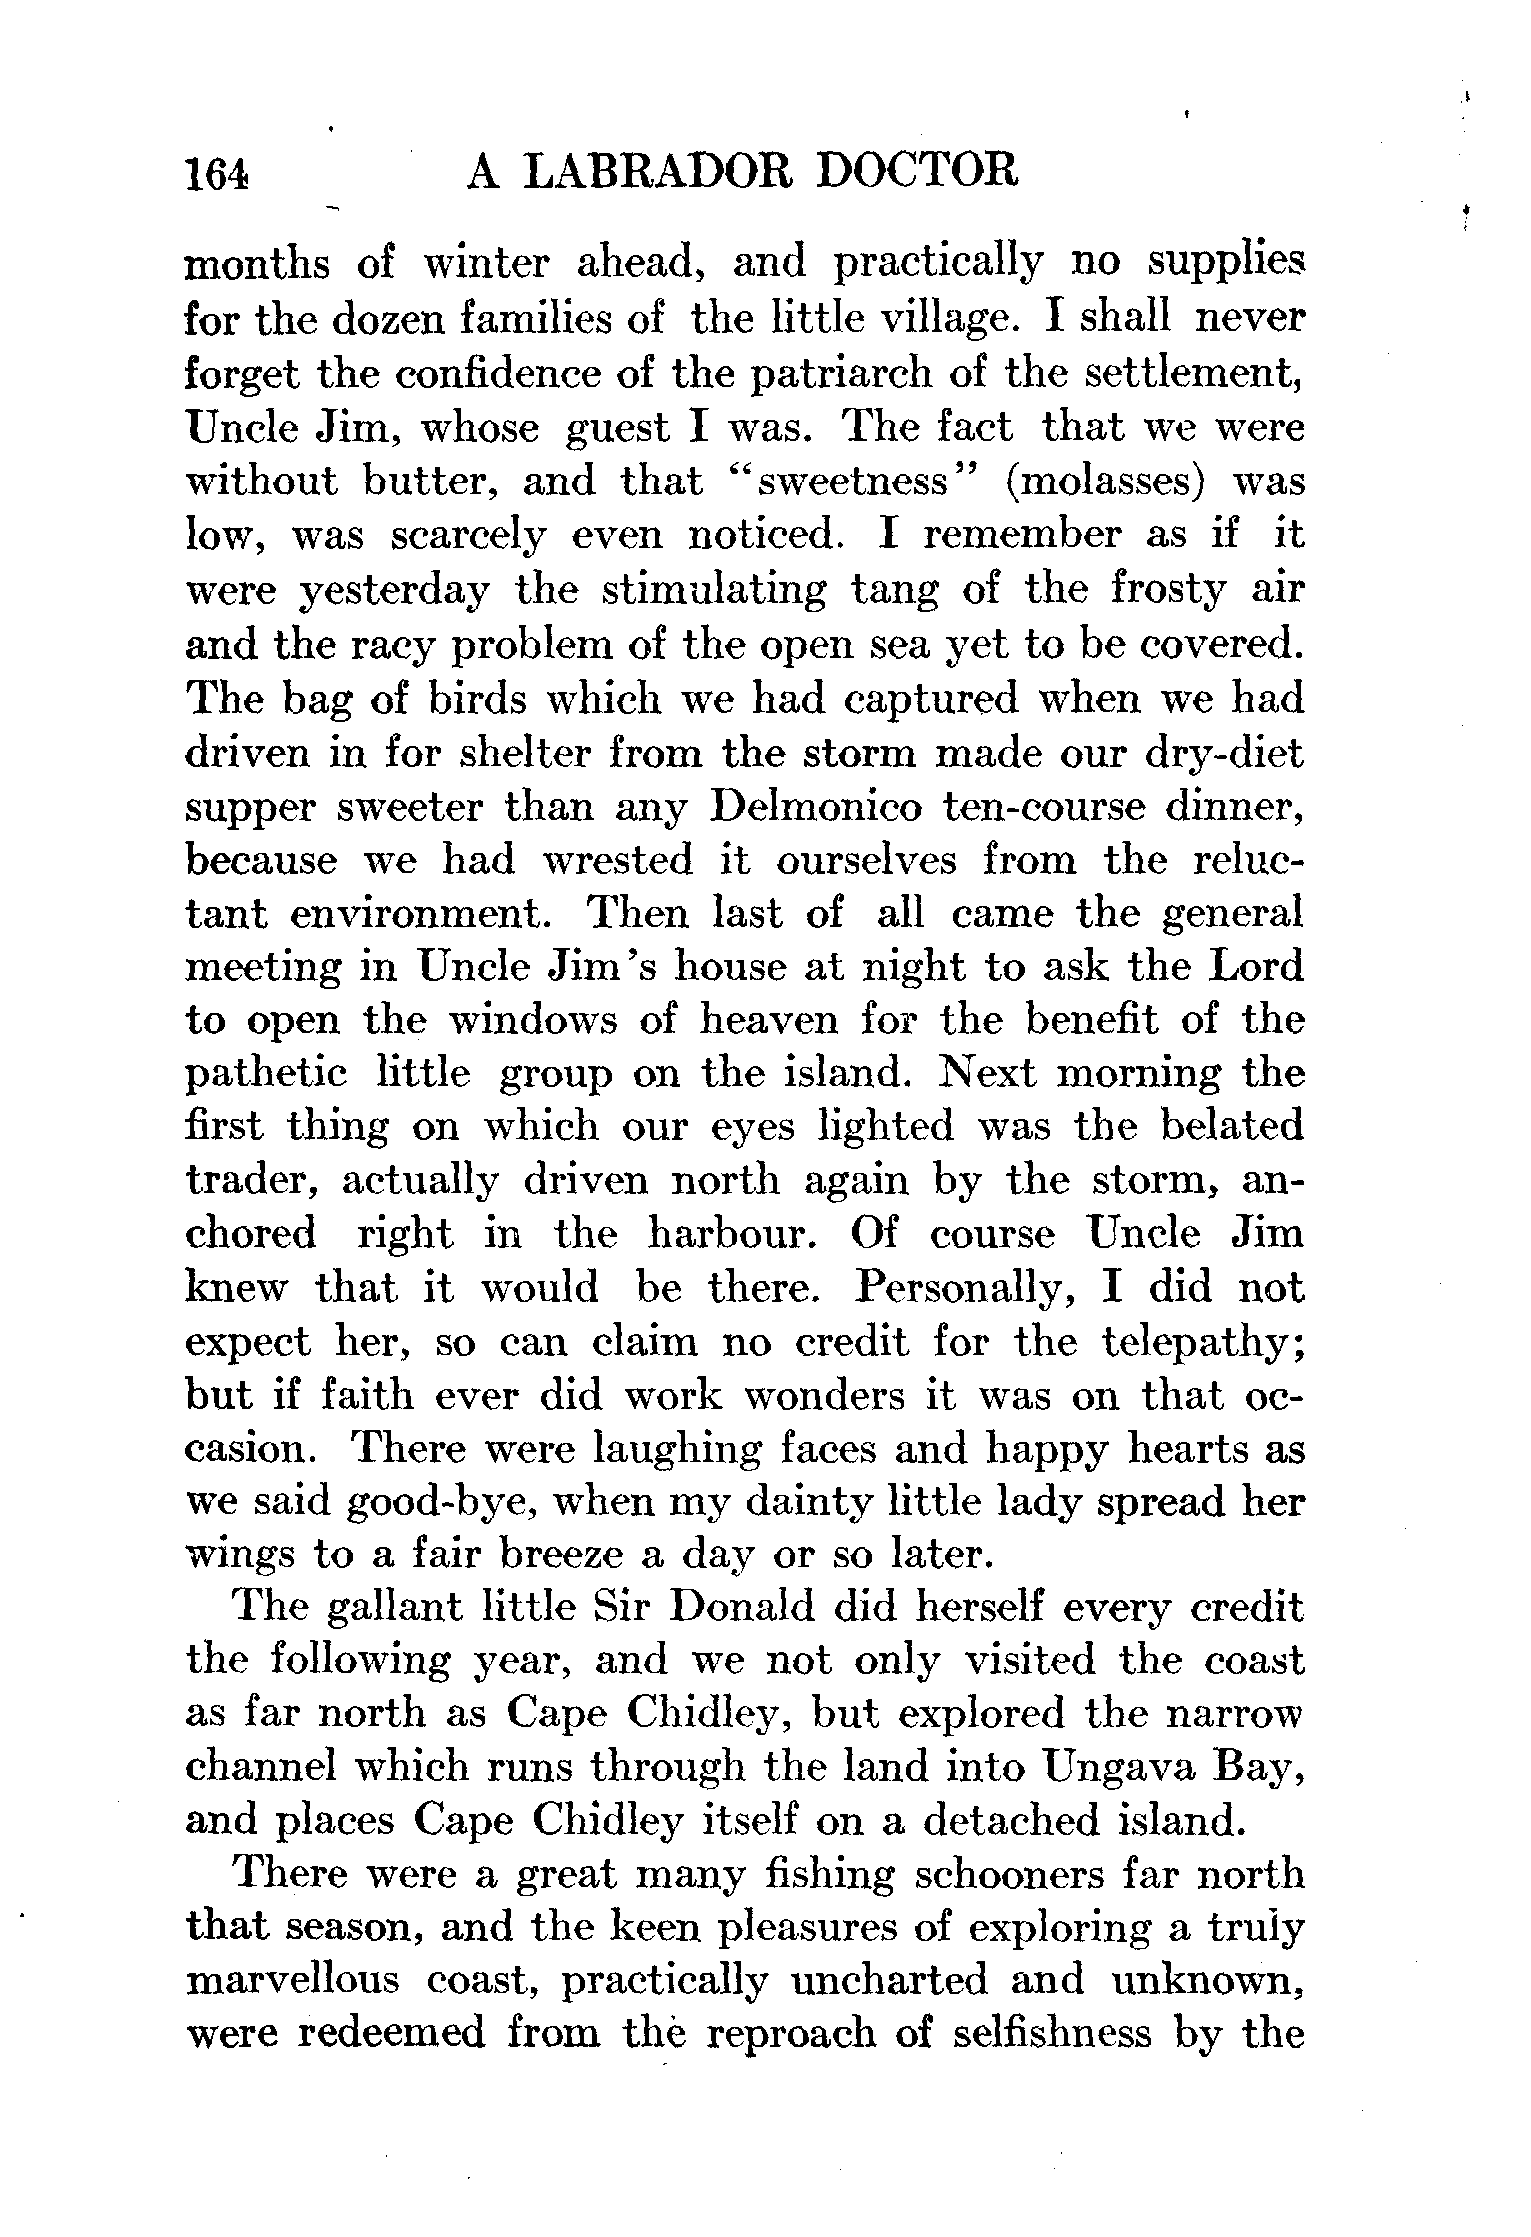 164 A LABRADOR DOCTOR
months of winter ahead, and practically no supplies
for the dozen families of the little village. I shall never
forget the confidence of the patriarch of the settlement,
Uncle Jim, whose guest I was. The fact that we were
without butter, and that “sweetness” (molasses) was
low, was scarcely even noticed. I remember as if it
were yesterday the stimulating tang of the frosty air
and the racy problem of the open sea yet to be covered.
The bag of birds which we had captured when we had
driven in for shelter from the storm made our dry-diet
supper sweeter than any Delmonico ten-course dinner,
because we had wrested it ourselves from the reluc-
tant environment. Then last of all came the general
meeting in Uncle Jim’s house at night to ask the Lord
to open the windows of heaven for the benefit of the
pathetic little group on the island. Next morning the
first thing on which our eyes lighted was the belated
trader, actually driven north again by the storm, an-
chored right in the harbour. Of course Uncle Jim
knew that it would be there. Personally, I did not
expect her, so can claim no credit for the telepathy;
but if faith ever did work wonders it was on that oc-
casion. There were laughing faces and happy hearts as
we said good-bye, when my dainty little lady spread her
wings to a fair breeze a day or so later.
The gallant little Sir Donald did herself every credit
the following year, and we not only visited the coast
as far north as Cape Chidley, but explored the narrow
channel which runs through the land into Ungava Bay,
and places Cape Chidley itself on a detached island.
There were a great many fishing schooners far north
that season, and the keen pleasures of exploring a truly
marvellous coast, practically uncharted and unknown,
were redeemed from the reproach of selfishness by the